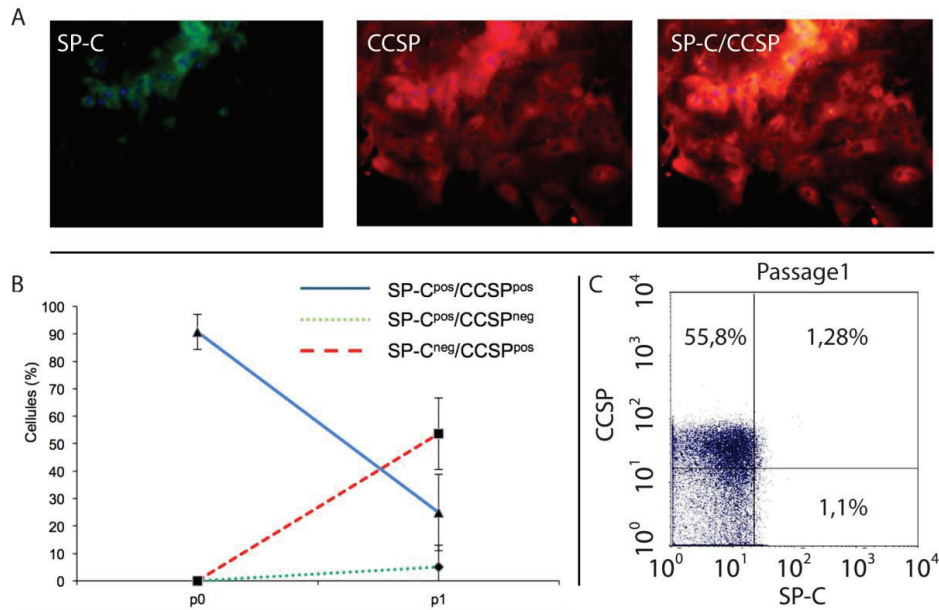 A
SP-C
CCSP
SP-C/CCSP
B
100
90
80
70
60
50
40
30
20
10
0
Cellules (%)
p0
p1
SP-Cpos/CCSPpos
SP-Cpos/CCSPneg
SP-Cneg/CCSPpos
C
Passage1
55,8%
1,28%
1,1%
CCSP
10⁴
10³
10²
10¹
10⁰
10⁰ 10¹ 10² 10³ 10⁴
SP-C